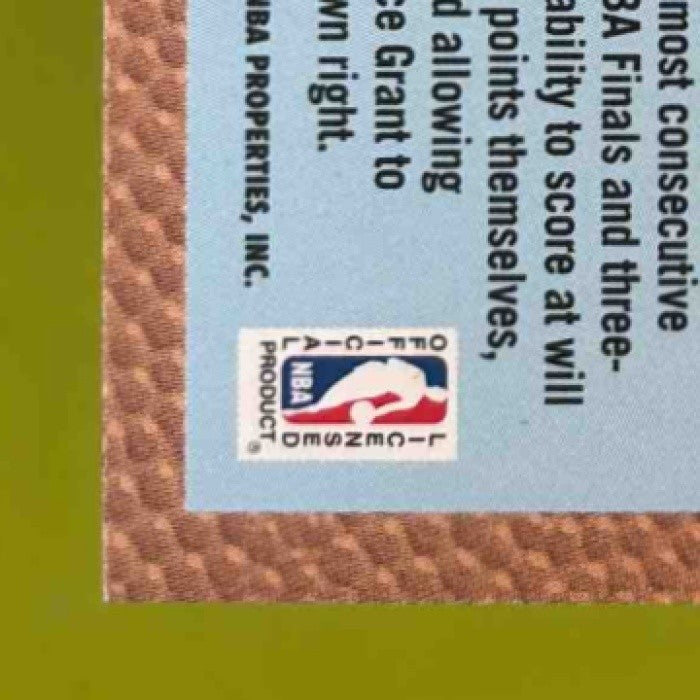 most consecutive
BA Finals and three-
ability to score at will
points themselves,
d allowing
ce Grant to
wn right.
NBA PROPERTIES, INC.
OFFICIAL
LICENSED
NBA
PRODUCT
®